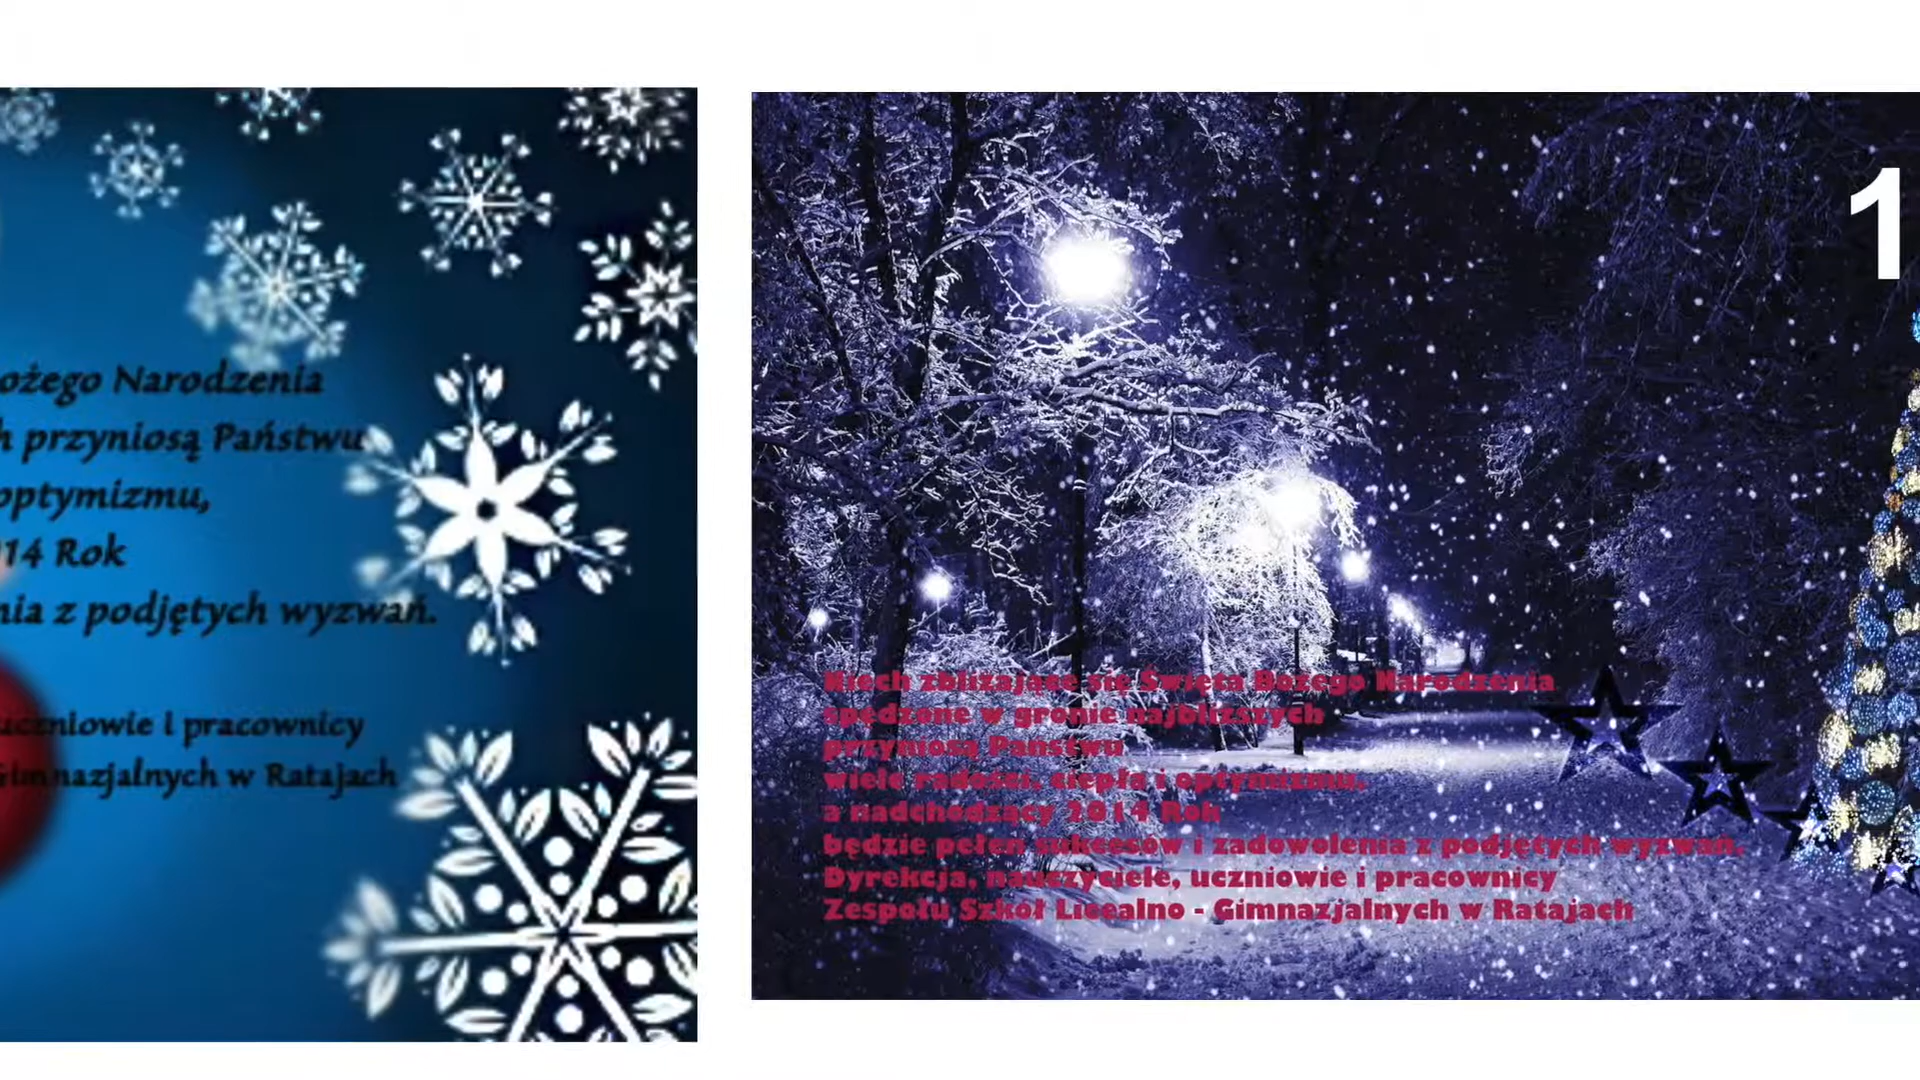 ożego Narodzenia
h przyniosą Państwu
optymizmu,
14 Rok
nia z podjętych wyzwań.
uczniowie i pracownicy
Gimnazjalnych w Ratajach
1
Niech zbliżające się Święta Bożego Narodzenia
spędzone w gronie najbliższych
przyniosą Państwu
wiele radości, ciepła i optymizmu,
a nadchodzący 2014 Rok
będzie pełen sukcesów i zadowolenia z podjętych wyzwań.
Dyrekcja, nauczyciele, uczniowie i pracownicy
Zespołu Szkół Licealno - Gimnazjalnych w Ratajach